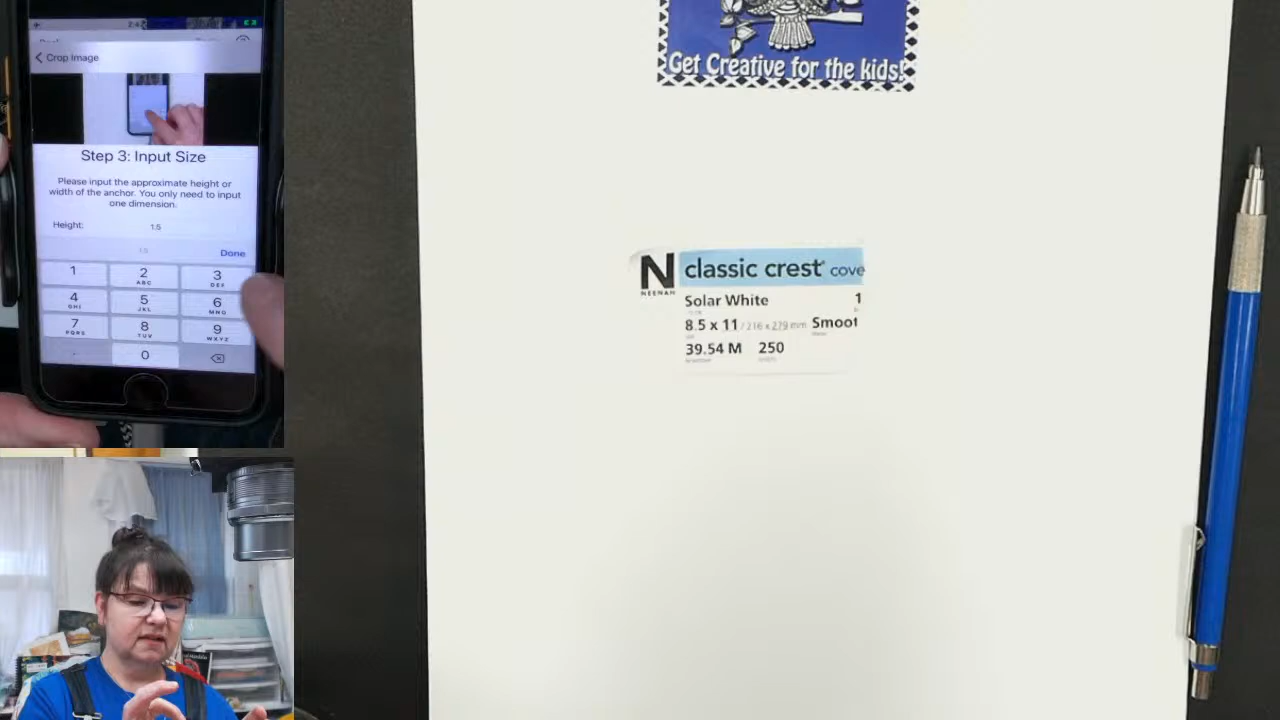 Crop Image
Step 3: Input Size
Please input the approximate height or
width of the anchor. You only need to input
one dimension.
Height: 1.5
1.5 Done
1 2 ABC 3 DEF
4 GHI 5 JKL 6 MNO
7 PQRS 8 TUV 9 WXYZ
0
Get Creative for the kids!
N classic crest® cove
NEENAH
Solar White 1
8.5 x 11 / 216 x 279 mm Smoot
39.54 M 250